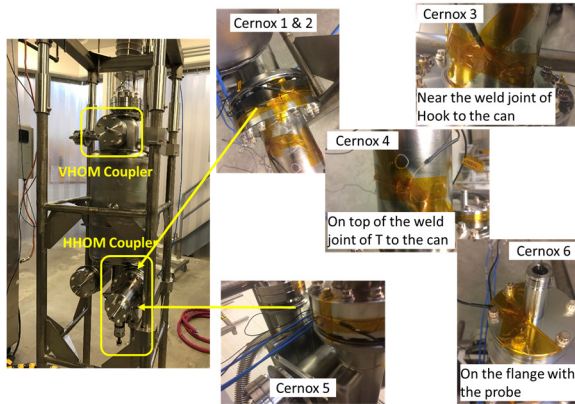 Cernox 1 & 2
Cernox 3
Near the weld joint of
Hook to the can
Cernox 4
On top of the weld
joint of T to the can
VHOM Coupler
HHOM Coupler
Cernox 5
Cernox 6
On the flange with
the probe